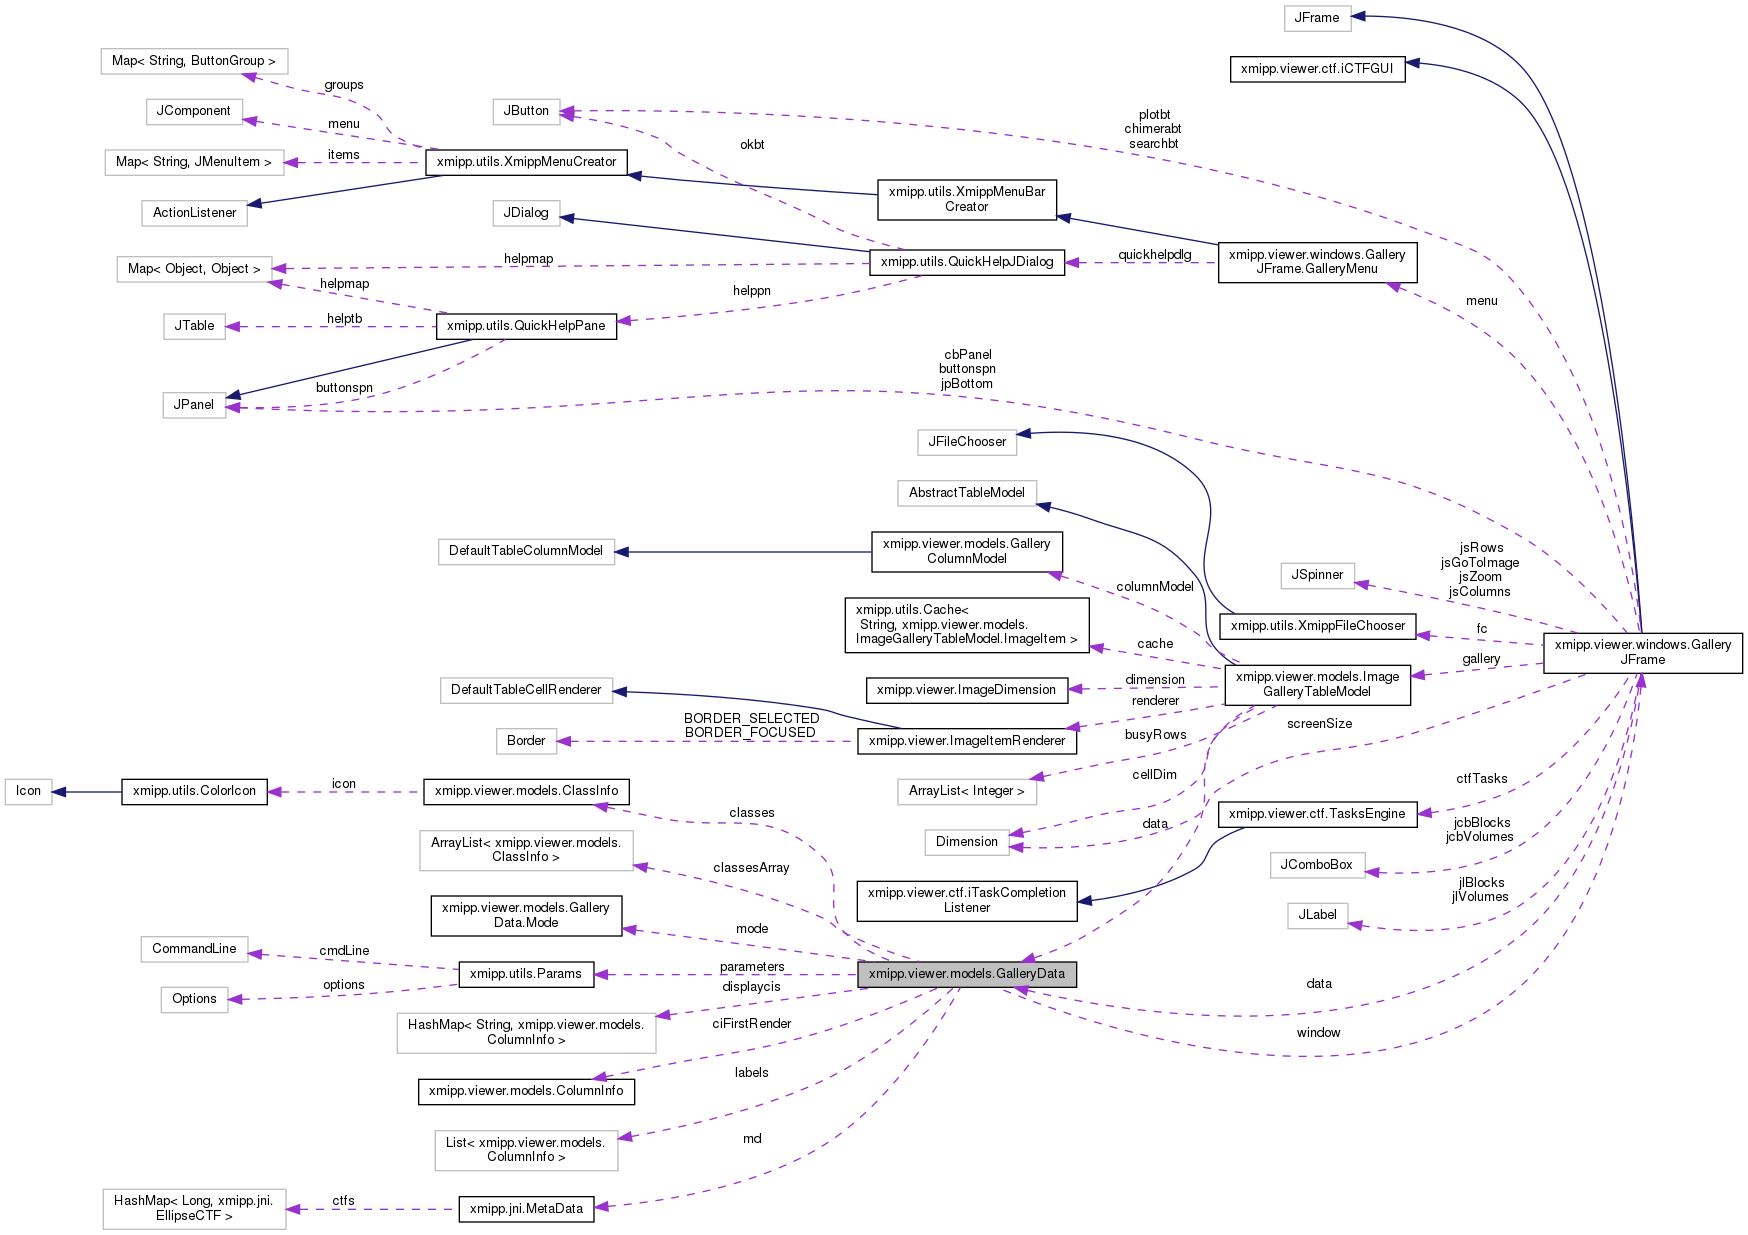 JFrame
Map< String, ButtonGroup >
xmipp.viewer.ctf.iCTFGUI
groups
JComponent
JButton
plotbt
chimerabt
searchbt
menu
okbt
Map< String, JMenuItem >
items
xmipp.utils.XmippMenuCreator
xmipp.utils.XmippMenuBar
Creator
ActionListener
JDialog
xmipp.viewer.windows.Gallery
JFrame.GalleryMenu
quickhelpdlg
helpmap
xmipp.utils.QuickHelpJDialog
Map< Object, Object >
helpmap
helppn
menu
JTable
helptb
xmipp.utils.QuickHelpPane
cbPanel
buttonspn
jpBottom
buttonspn
JPanel
JFileChooser
AbstractTableModel
DefaultTableColumnModel
xmipp.viewer.models.Gallery
ColumnModel
jsRows
jsGoToImage
jsZoom
jsColumns
JSpinner
columnModel
xmipp.utils.Cache<
String, xmipp.viewer.models.
ImageGalleryTableModel.ImageItem >
xmipp.utils.XmippFileChooser
fc
cache
xmipp.viewer.windows.Gallery
JFrame
gallery
xmipp.viewer.models.Image
GalleryTableModel
DefaultTableCellRenderer
xmipp.viewer.ImageDimension
dimension
renderer
BORDER_SELECTED
BORDER_FOCUSED
screenSize
Border
xmipp.viewer.ImageItemRenderer
busyRows
cellDim
ctfTasks
Icon
xmipp.utils.ColorIcon
icon
xmipp.viewer.models.ClassInfo
ArrayList< Integer >
classes
data
xmipp.viewer.ctf.TasksEngine
jcbBlocks
jcbVolumes
ArrayList< xmipp.viewer.models.
ClassInfo >
Dimension
classesArray
JComboBox
jlBlocks
jlVolumes
xmipp.viewer.ctf.iTaskCompletion
Listener
xmipp.viewer.models.Gallery
Data.Mode
JLabel
mode
CommandLine
cmdLine
xmipp.utils.Params
parameters
xmipp.viewer.models.GalleryData
options
Options
displaycis
data
HashMap< String, xmipp.viewer.models.
ColumnInfo >
ciFirstRender
window
labels
xmipp.viewer.models.ColumnInfo
List< xmipp.viewer.models.
ColumnInfo >
md
HashMap< Long, xmipp.jni.
EllipseCTF >
ctfs
xmipp.jni.MetaData